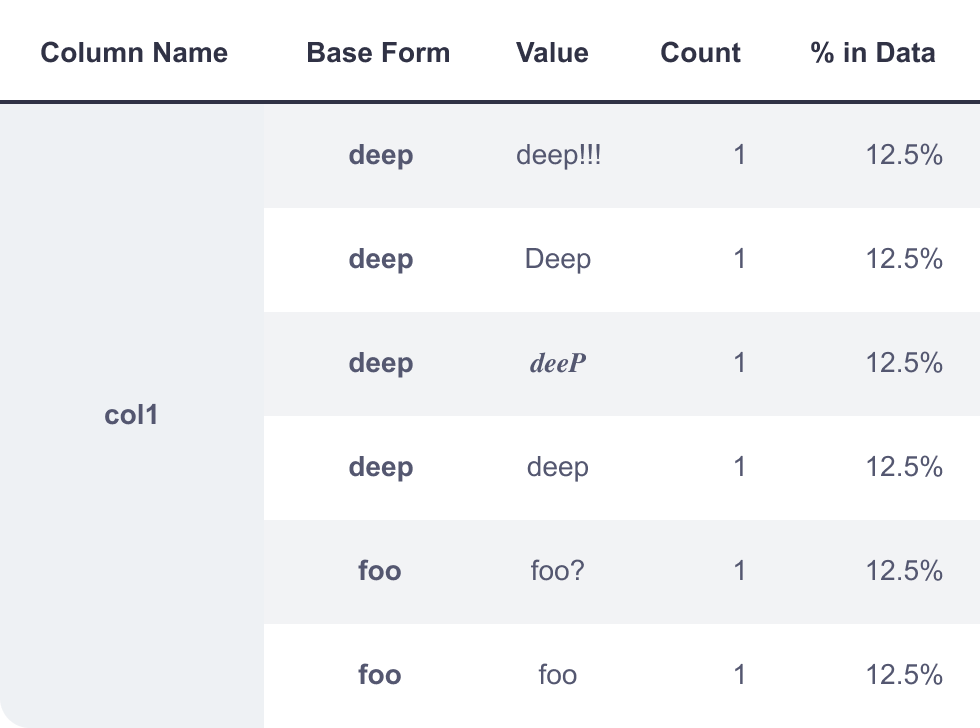 Column Name Base Form Value Count % in Data
deep deep!!! 1 12.5%
deep Deep 1 12.5%
deep 𝒅𝒆𝒆𝑷 1 12.5%
col1
deep deep 1 12.5%
foo foo? 1 12.5%
foo foo 1 12.5%